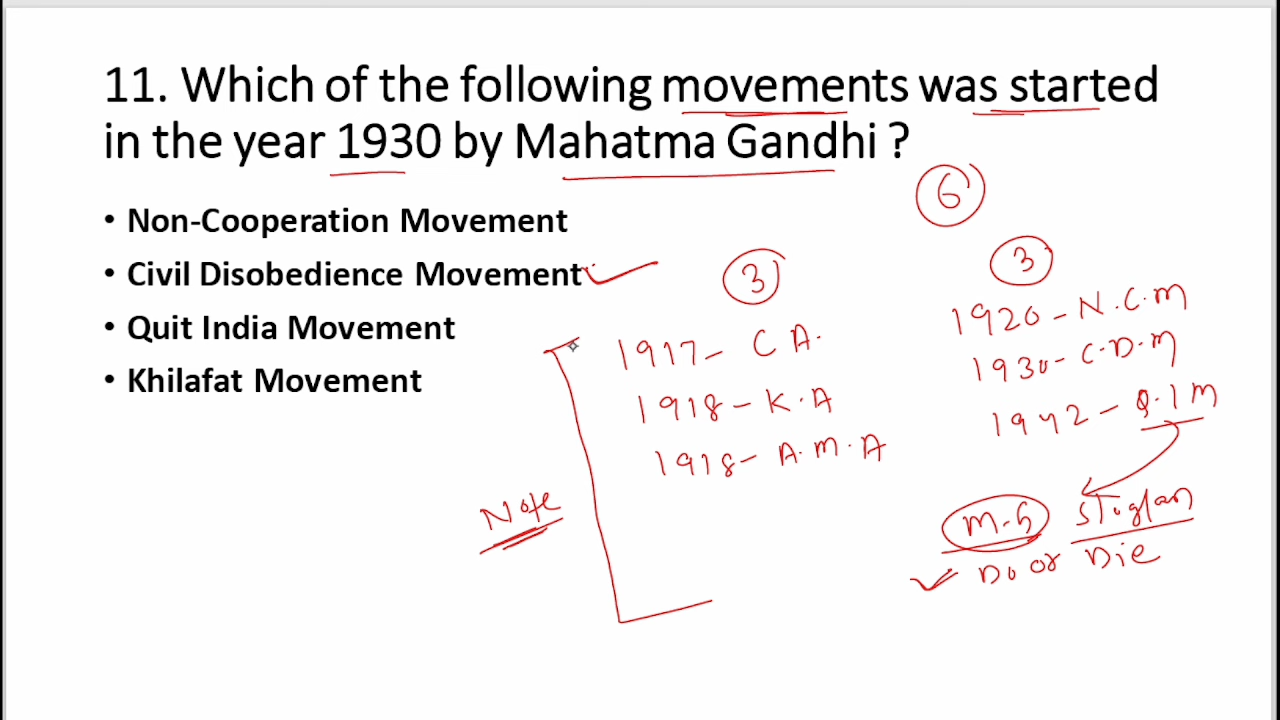 11. Which of the following movements was started
in the year 1930 by Mahatma Gandhi ?
• Non-Cooperation Movement
• Civil Disobedience Movement
• Quit India Movement
• Khilafat Movement
6
3
1917- C A.
1918 - K. A
1918 - A. M. A
Note
3
1920 - N. C. M
1930 - C. D. M
1942 - Q. I M
M. G Sloglan
Do or Die